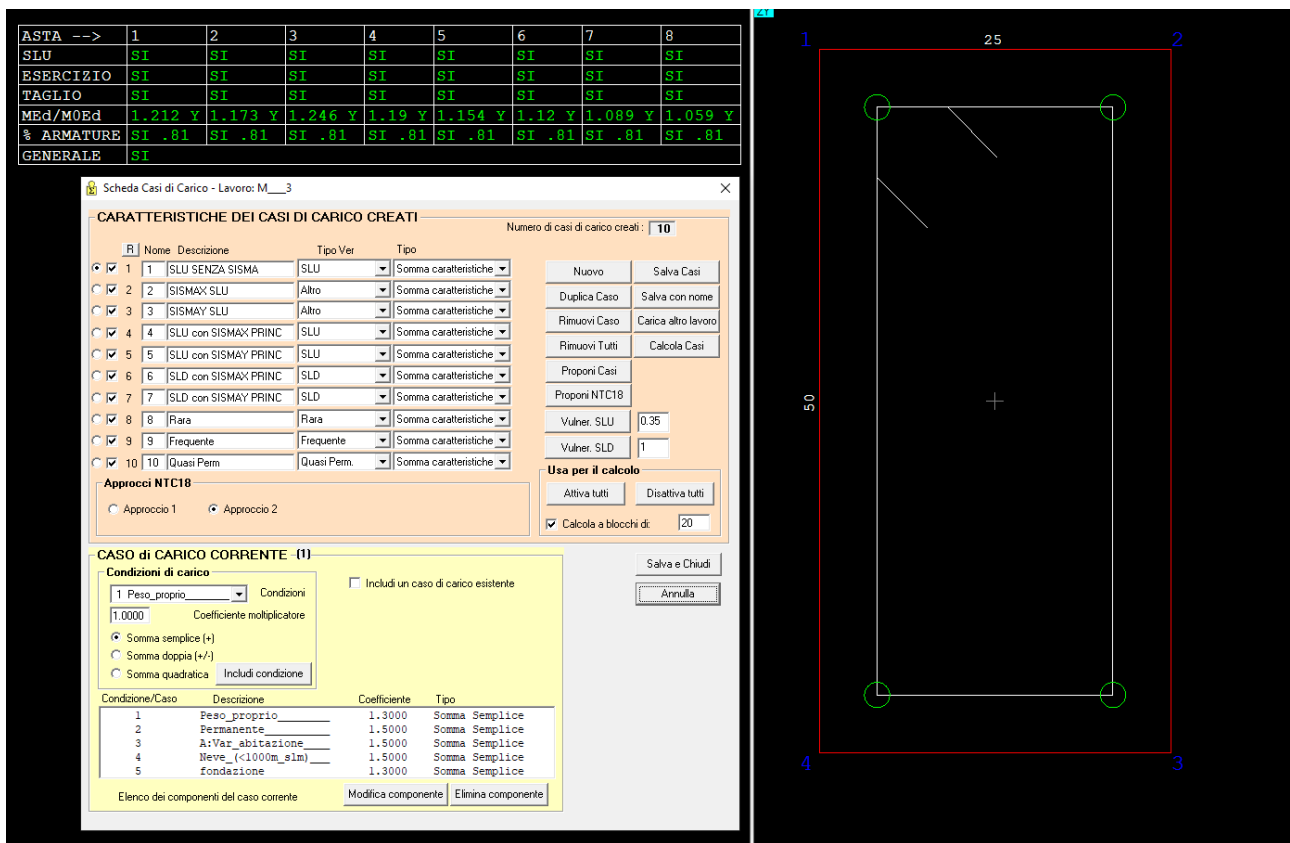 ZY
ASTA --> 1 2 3 4 5 6 7 8
SLU SI SI SI SI SI SI SI SI
ESERCIZIO SI SI SI SI SI SI SI SI
TAGLIO SI SI SI SI SI SI SI SI
MEd/M0Ed 1.212 Y 1.173 Y 1.246 Y 1.19 Y 1.154 Y 1.12 Y 1.089 Y 1.059 Y
% ARMATURE SI .81 SI .81 SI .81 SI .81 SI .81 SI .81 SI .81 SI .81
GENERALE SI
Scheda Casi di Carico - Lavoro: M___3
CARATTERISTICHE DEI CASI DI CARICO CREATI
Numero di casi di carico creati : 10
R Nome Descrizione Tipo Ver Tipo
1 1 SLU SENZA SISMA SLU Somma caratteristiche
2 2 SISMAX SLU Altro Somma caratteristiche
3 3 SISMAY SLU Altro Somma caratteristiche
4 4 SLU con SISMAX PRINC SLU Somma caratteristiche
5 5 SLU con SISMAY PRINC SLU Somma caratteristiche
6 6 SLD con SISMAX PRINC SLD Somma caratteristiche
7 7 SLD con SISMAY PRINC SLD Somma caratteristiche
8 8 Rara Rara Somma caratteristiche
9 9 Frequente Frequente Somma caratteristiche
10 10 Quasi Perm Quasi Perm. Somma caratteristiche
Nuovo Salva Casi
Duplica Caso Salva con nome
Rimuovi Caso Carica altro lavoro
Rimuovi Tutti Calcola Casi
Proponi Casi
Proponi NTC18
Vulner. SLU 0.35
Vulner. SLD 1
Usa per il calcolo
Attiva tutti Disattiva tutti
Calcola a blocchi di: 20
Approcci NTC18
Approccio 1 Approccio 2
CASO di CARICO CORRENTE -(1)
Condizioni di carico
1 Peso_proprio________ Condizioni
1.0000 Coefficiente moltiplicatore
Somma semplice (+)
Somma doppia (+/-)
Somma quadratica Includi condizione
Includi un caso di carico esistente
Salva e Chiudi
Annulla
Condizione/Caso Descrizione Coefficiente Tipo
1 Peso_proprio________ 1.3000 Somma Semplice
2 Permanente__________ 1.5000 Somma Semplice
3 A:Var_abitazione____ 1.5000 Somma Semplice
4 Neve_(<1000m_slm)___ 1.5000 Somma Semplice
5 fondazione 1.3000 Somma Semplice
Elenco dei componenti del caso corrente Modifica componente Elimina componente
1 25 2
50
4 3